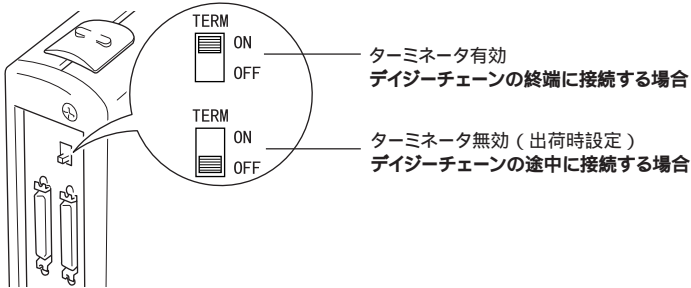 TERM
ON
OFF
ターミネータ有効
デイジーチェーンの終端に接続する場合
TERM
ON
OFF
ターミネータ無効 ( 出荷時設定 )
デイジーチェーンの途中に接続する場合